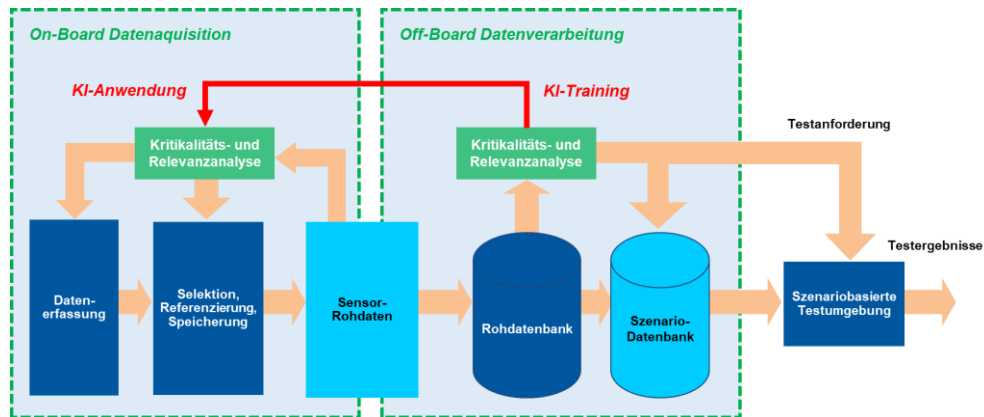 On-Board Datenaquisition
Off-Board Datenverarbeitung
KI-Anwendung
KI-Training
Kritikalitäts- und
Relevanzanalyse
Kritikalitäts- und
Relevanzanalyse
Testanforderung
Testergebnisse
Daten-
erfassung
Selektion,
Referenzierung,
Speicherung
Sensor-
Rohdaten
Rohdatenbank
Szenario-
Datenbank
Szenariobasierte
Testumgebung